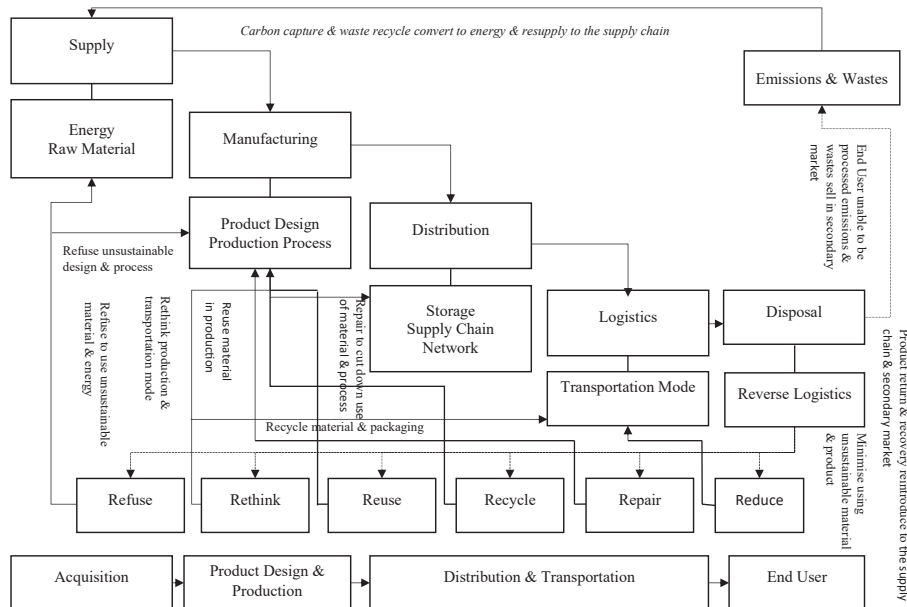 Carbon capture & waste recycle convert to energy & resupply to the supply chain
Supply
Emissions & Wastes
Energy
Raw Material
Manufacturing
End User unable to be
processed emissions &
wastes sell in secondary
market
Product Design
Production Process
Distribution
Refuse unsustainable
design & process
Storage
Supply Chain
Network
Logistics
Disposal
Refuse to use unsustainable
material & energy
Rethink production &
transportation mode
Reuse material
in production
Repair to cut down use
of material & process
Transportation Mode
Reverse Logistics
Product return & recovery reintroduce to the supply
chain & secondary market
Recycle material & packaging
Minimise using
unsustainable material
& product
Refuse
Rethink
Reuse
Recycle
Repair
Reduce
Acquisition
Product Design &
Production
Distribution & Transportation
End User